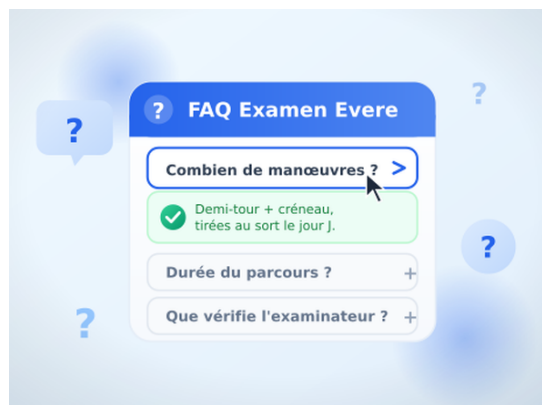 ? FAQ Examen Evere
?
?
Combien de manœuvres ? >
Demi-tour + créneau,
tirées au sort le jour J.
?
Durée du parcours ? +
?
Que vérifie l'examinateur ? +